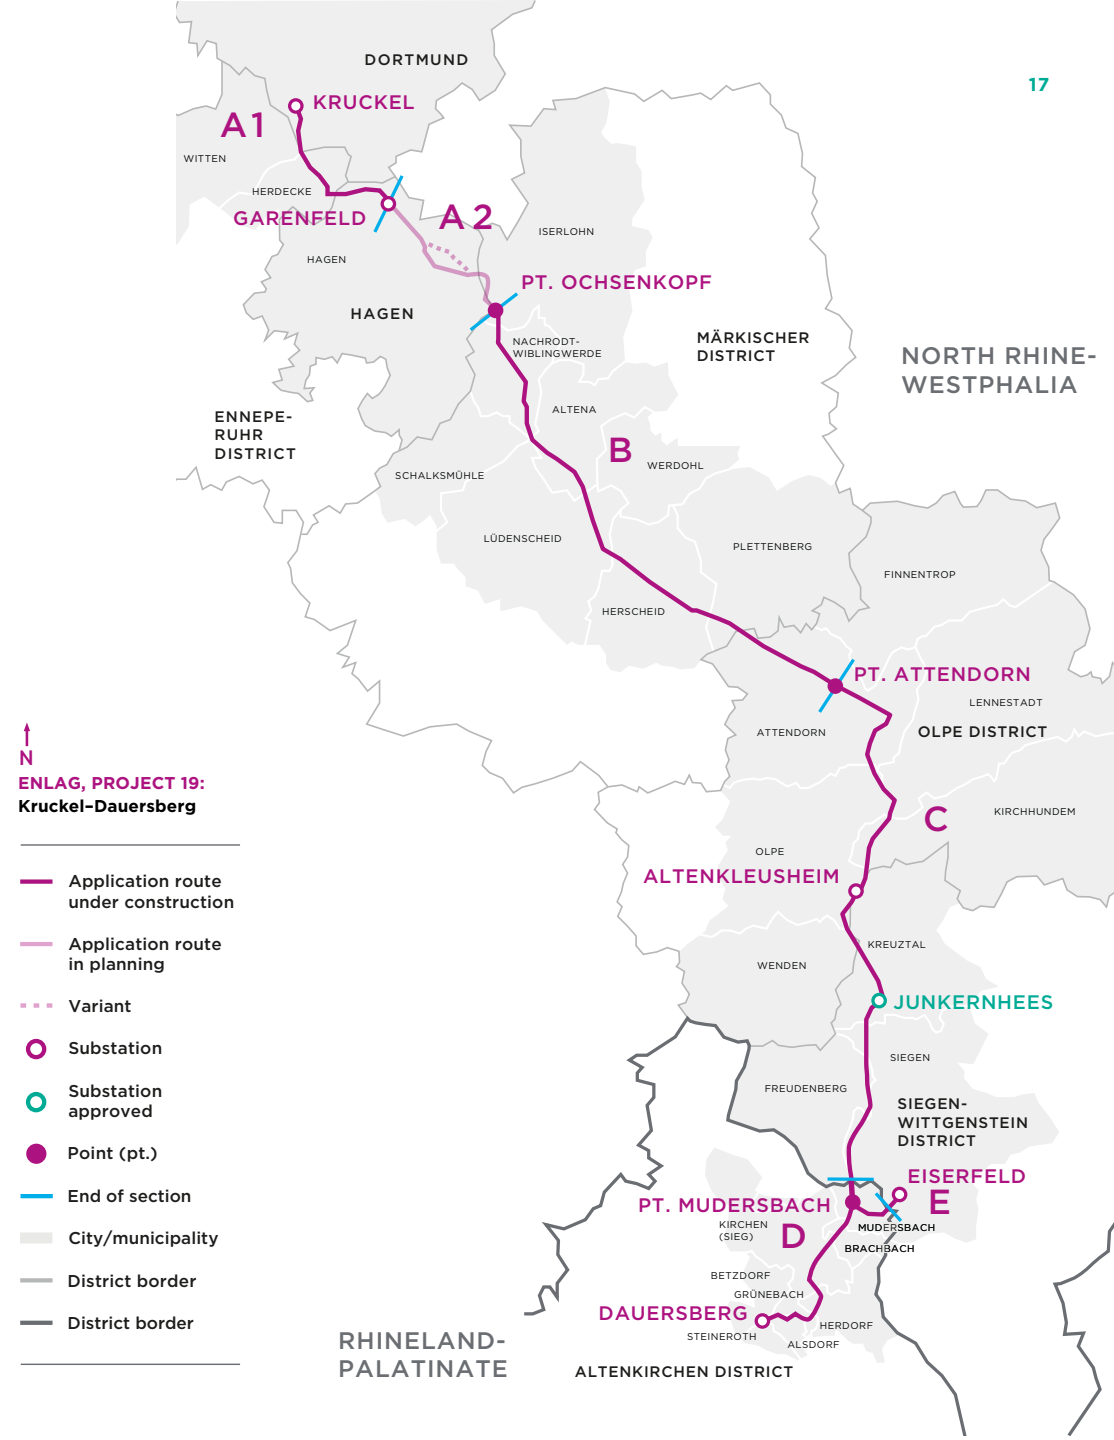 17
DORTMUND
KRUCKEL
A1
WITTEN
HERDECKE
GARENFELD
A 2
ISERLOHN
HAGEN
PT. OCHSENKOPF
HAGEN
NACHRODT-
WIBLINGWERDE
MÄRKISCHER
DISTRICT
NORTH RHINE-
WESTPHALIA
ALTENA
ENNEPE-
RUHR
DISTRICT
B
WERDOHL
SCHALKSMÜHLE
LÜDENSCHEID
PLETTENBERG
FINNENTROP
HERSCHEID
PT. ATTENDORN
LENNESTADT
ATTENDORN
OLPE DISTRICT
KIRCHHUNDEM
C
OLPE
ALTENKLEUSHEIM
KREUZTAL
WENDEN
JUNKERNHEES
SIEGEN
FREUDENBERG
SIEGEN-
WITTGENSTEIN
DISTRICT
EISERFELD
E
PT. MUDERSBACH
KIRCHEN
(SIEG)
D
MUDERSBACH
BRACHBACH
BETZDORF
GRÜNEBACH
DAUERSBERG
HERDORF
STEINEROTH
ALSDORF
RHINELAND-
PALATINATE
ALTENKIRCHEN DISTRICT
N
ENLAG, PROJECT 19:
Kruckel–Dauersberg
Application route
under construction
Application route
in planning
Variant
Substation
Substation
approved
Point (pt.)
End of section
City/municipality
District border
District border